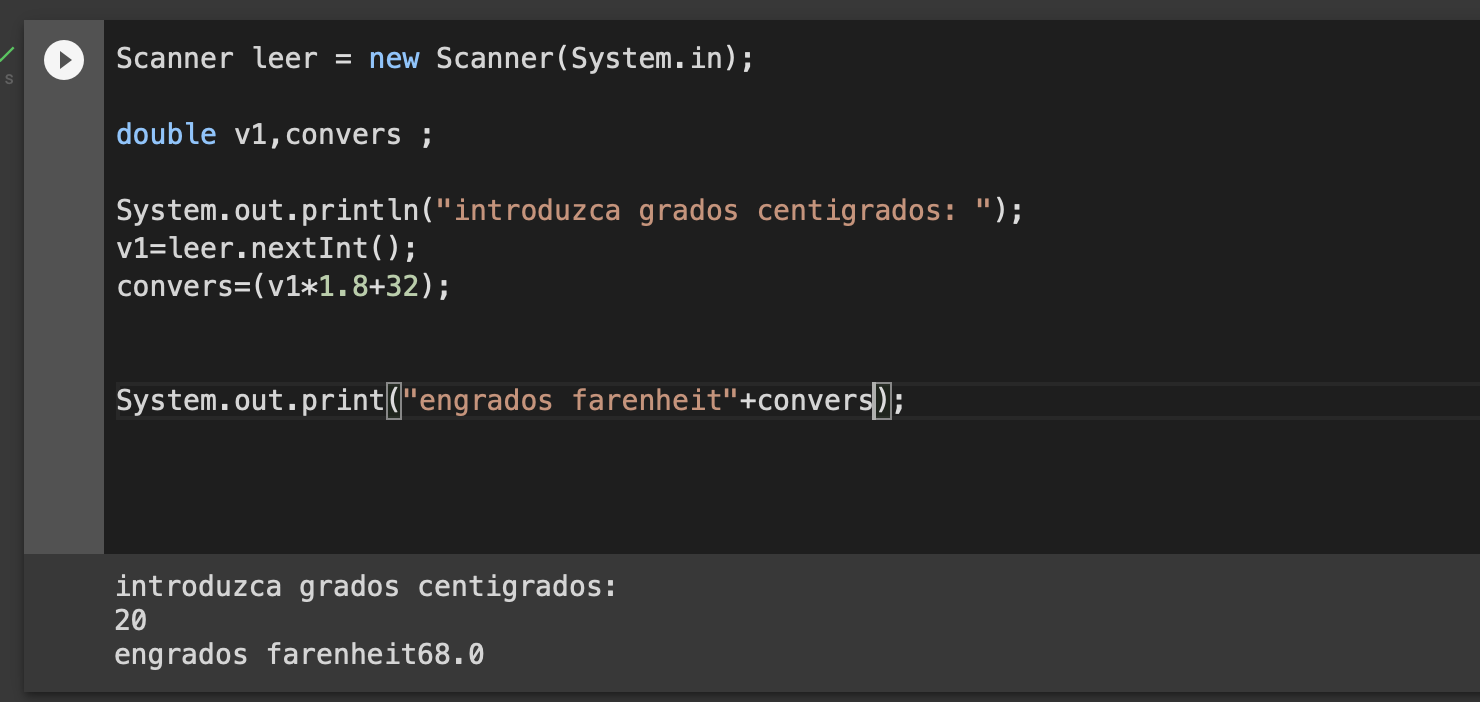 Scanner leer = new Scanner(System.in);
double v1,convers ;
System.out.println("introduzca grados centigrados: ");
v1=leer.nextInt();
convers=(v1*1.8+32);
System.out.print("engrados farenheit"+convers);
s
introduzca grados centigrados:
20
engrados farenheit68.0